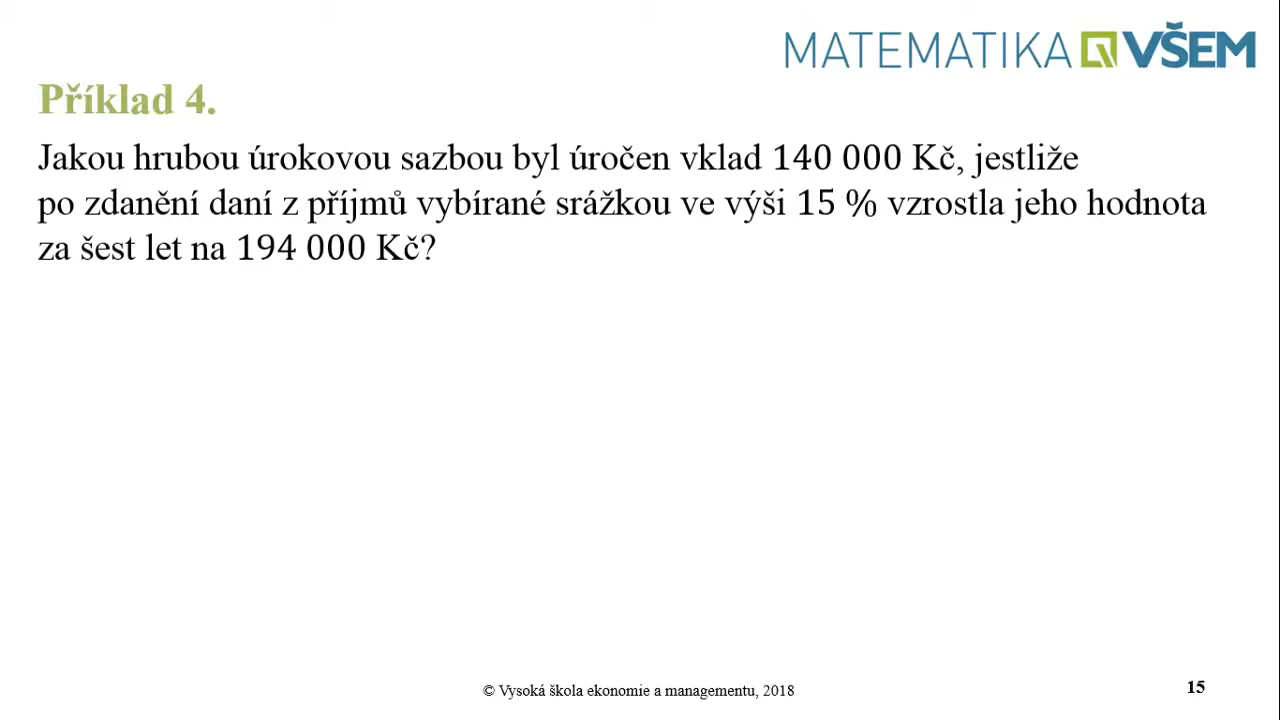 MATEMATIKA VŠEM
Příklad 4.
Jakou hrubou úrokovou sazbou byl úročen vklad 140 000 Kč, jestliže
po zdanění daní z příjmů vybírané srážkou ve výši 15 % vzrostla jeho hodnota
za šest let na 194 000 Kč?
© Vysoká škola ekonomie a managementu, 2018
15